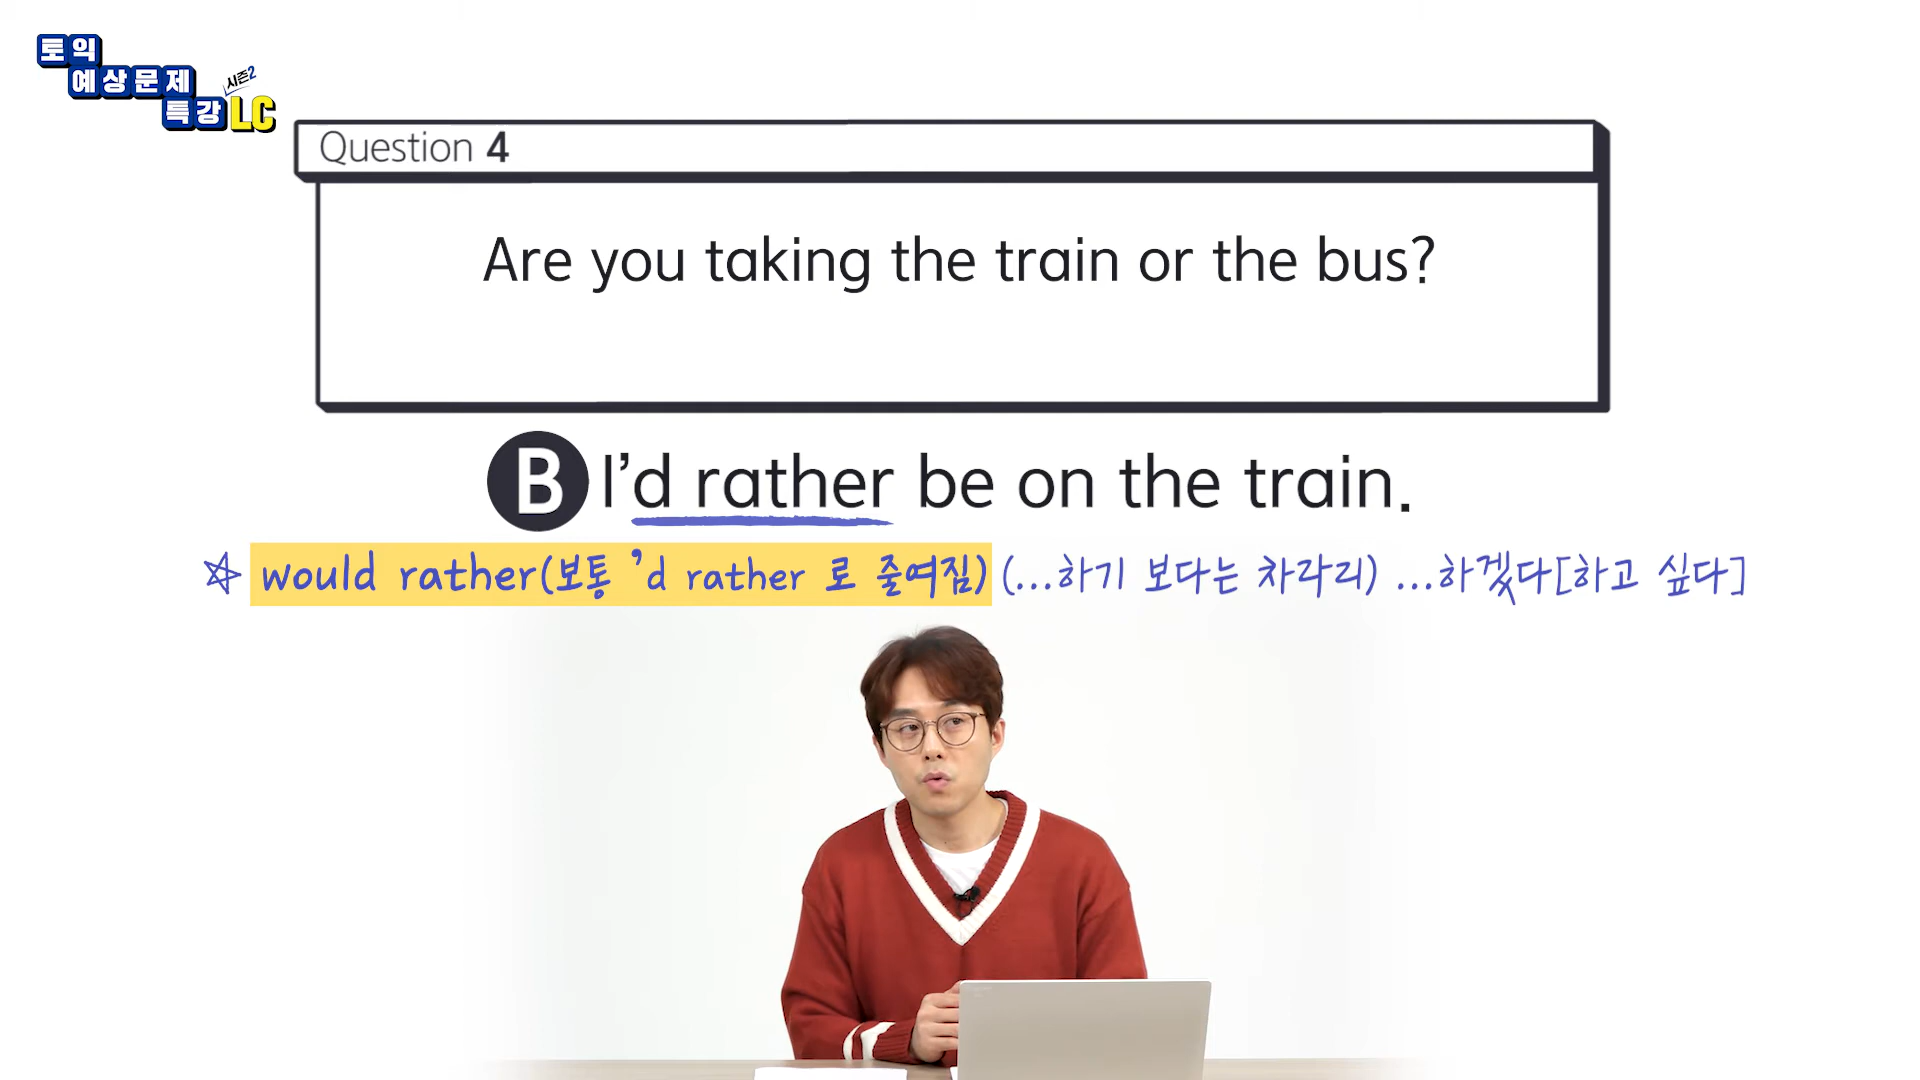 토익
예상문제
특강 LC
시즌2
Question 4
Are you taking the train or the bus?
B I’d rather be on the train.
☆ would rather(보통 ’d rather 로 줄여짐) (...하기 보다는 차라리) ...하겠다[하고 싶다]